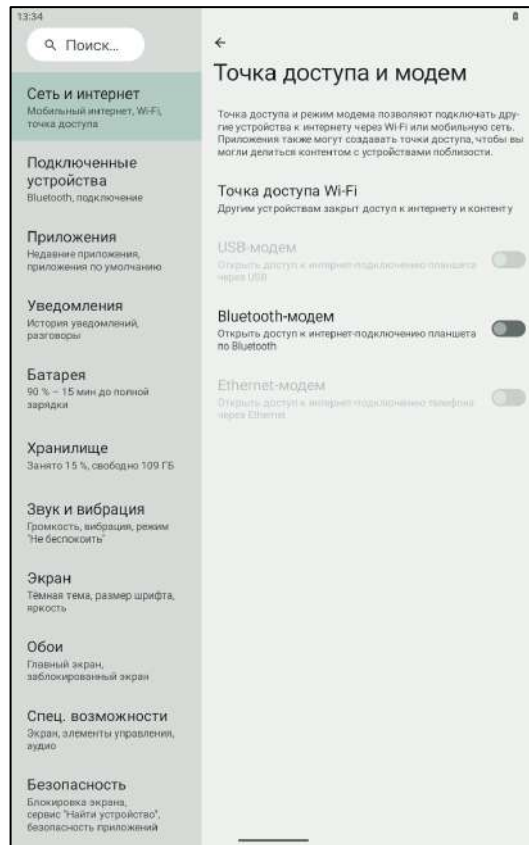 13:34
Поиск...
Сеть и интернет
Мобильный интернет, Wi-Fi,
точка доступа
Подключенные
устройства
Bluetooth, подключение
Приложения
Недавние приложения,
приложения по умолчанию
Уведомления
История уведомлений,
разговоры
Батарея
90 % – 15 мин до полной
зарядки
Хранилище
Занято 15 %, свободно 109 ГБ
Звук и вибрация
Громкость, вибрация, режим
"Не беспокоить"
Экран
Тёмная тема, размер шрифта,
яркость
Обои
Главный экран,
заблокированный экран
Спец. возможности
Экран, элементы управления,
аудио
Безопасность
Блокировка экрана,
сервис "Найти устройство",
безопасность приложений
Точка доступа и модем
Точка доступа и режим модема позволяют подключать дру-
гие устройства к интернету через Wi-Fi или мобильную сеть.
Приложения также могут создавать точки доступа, чтобы вы
могли делиться контентом с устройствами поблизости.
Точка доступа Wi-Fi
Другим устройствам закрыт доступ к интернету и контенту
USB-модем
Открыть доступ к интернет-подключению планшета
через USB
Bluetooth-модем
Открыть доступ к интернет-подключению планшета
по Bluetooth
Ethernet-модем
Открыть доступ к интернет-подключению телефона
через Ethernet